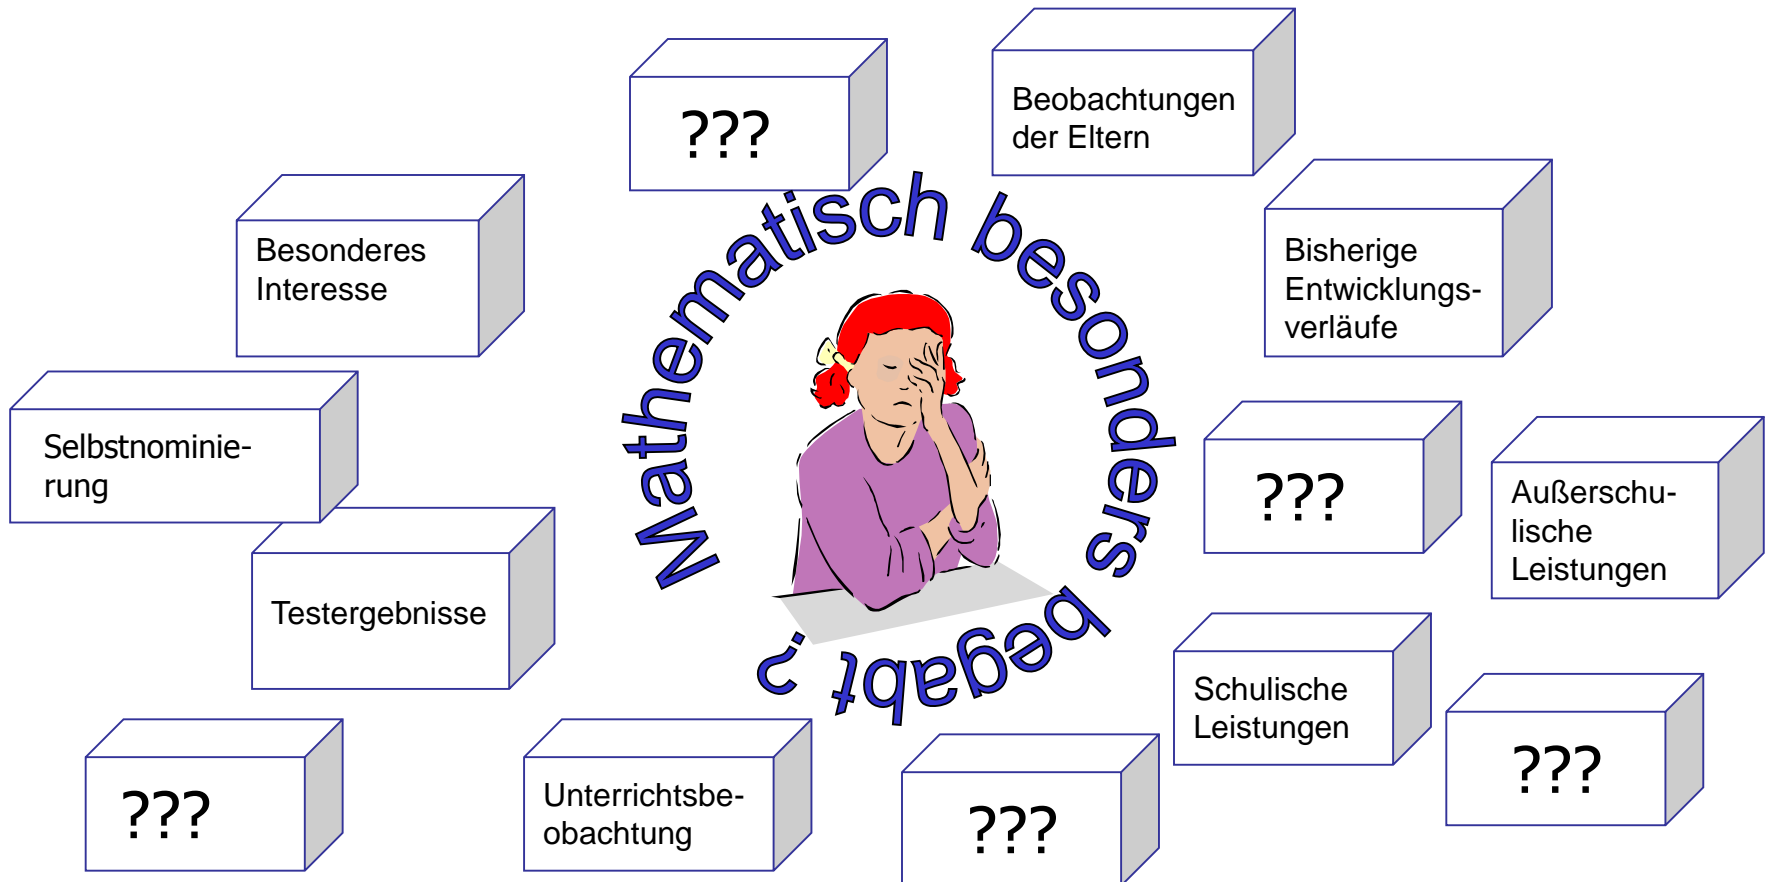 ???
Beobachtungen
der Eltern
Besonderes
Interesse
Bisherige
Entwicklungs-
verläufe
Mathematisch besonders begabt ?
Selbstnominie-
rung
???
Außerschu-
lische
Leistungen
Testergebnisse
Schulische
Leistungen
???
???
Unterrichtsbe-
obachtung
???